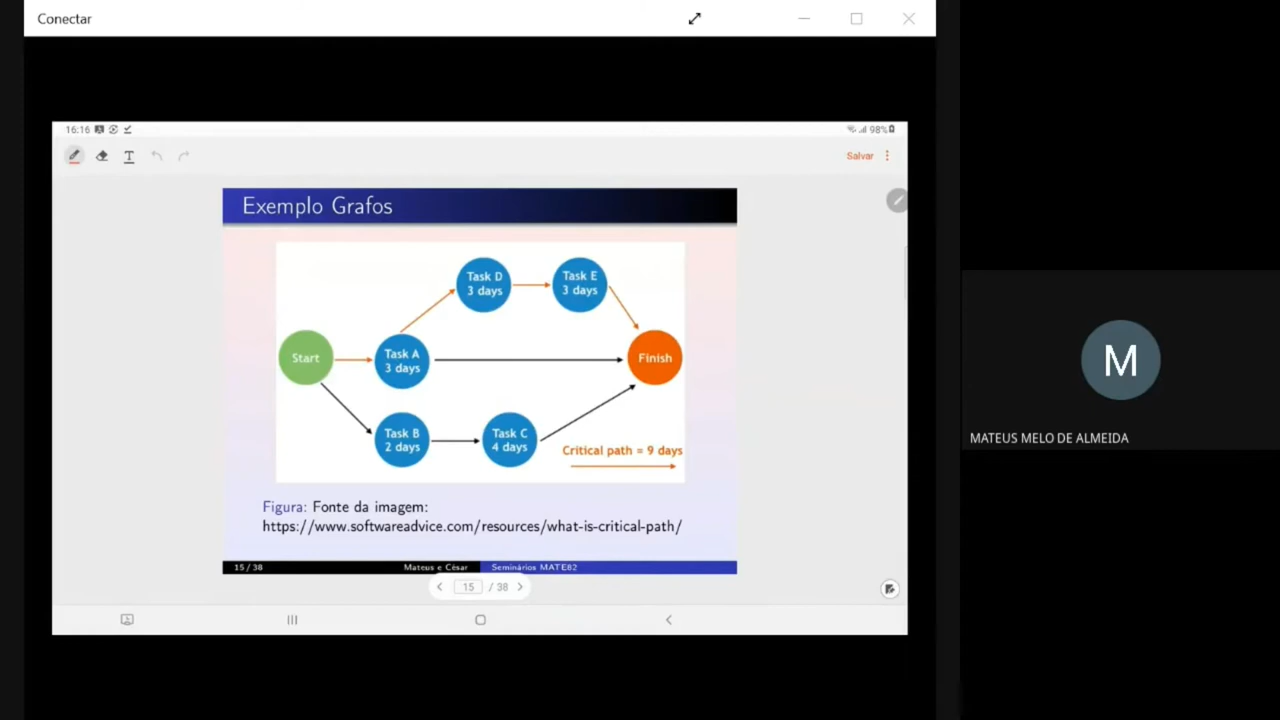 Conectar
16:16
98%
T
Salvar
Exemplo Grafos
Task D
3 days
Task E
3 days
Start
Task A
3 days
Finish
Task B
2 days
Task C
4 days
Critical path = 9 days
Figura: Fonte da imagem:
https://www.softwareadvice.com/resources/what-is-critical-path/
15 / 38 Mateus e César Seminários MATE82
15 / 38
M
MATEUS MELO DE ALMEIDA